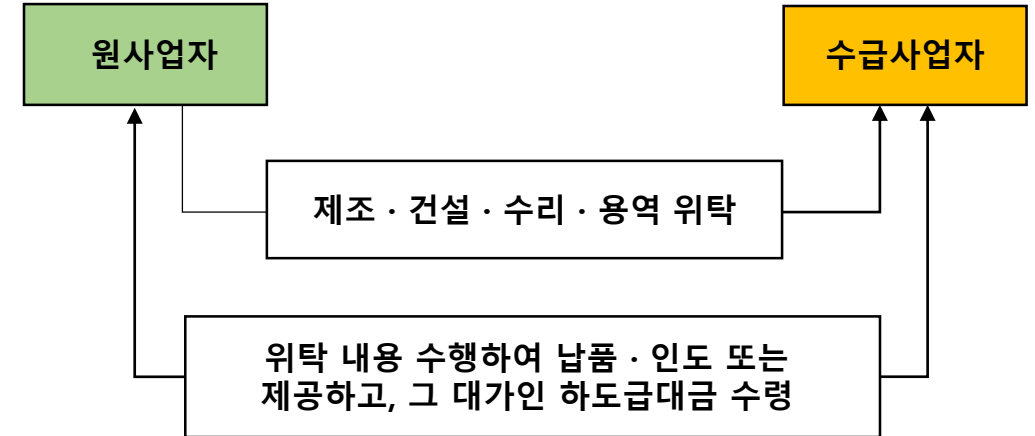 원사업자
수급사업자
제조 · 건설 · 수리 · 용역 위탁
위탁 내용 수행하여 납품 · 인도 또는
제공하고, 그 대가인 하도급대금 수령